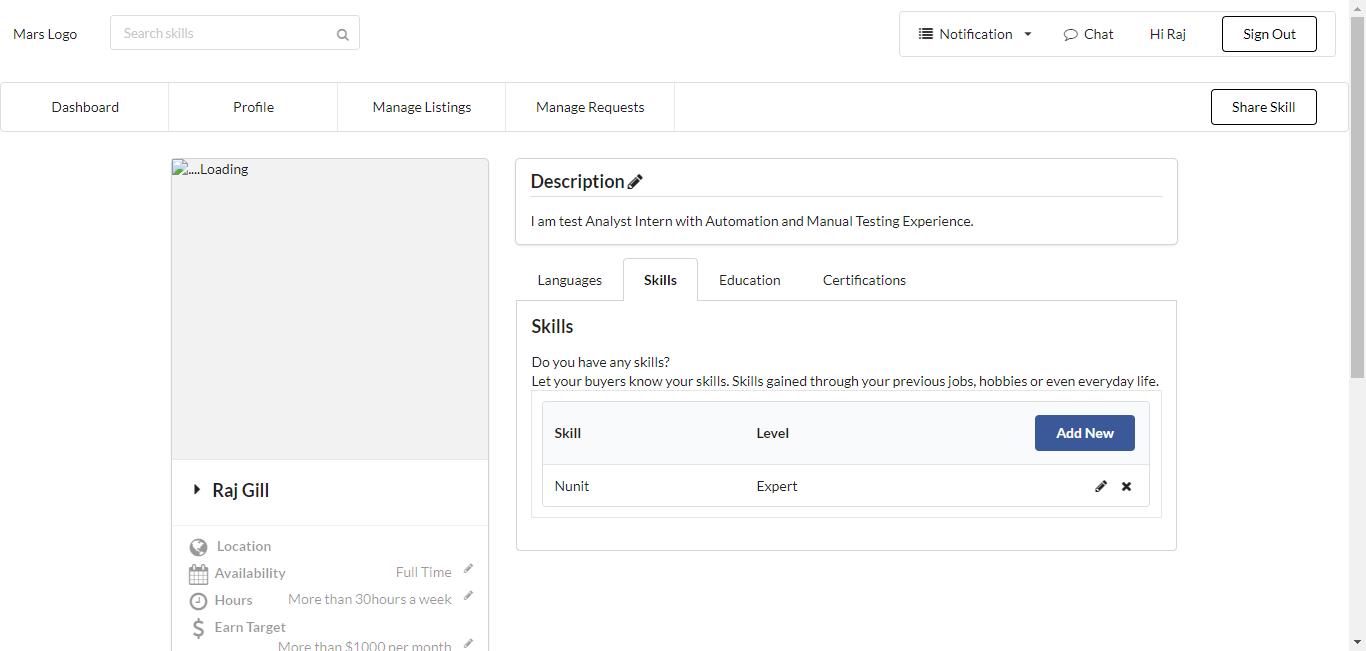 Mars Logo
Search skills
Notification
Chat
Hi Raj
Sign Out
Dashboard
Profile
Manage Listings
Manage Requests
Share Skill
....Loading
Raj Gill
Location
Availability Full Time
Hours More than 30hours a week
Earn Target
More than $1000 per month
Description
I am test Analyst Intern with Automation and Manual Testing Experience.
Languages Skills Education Certifications
Skills
Do you have any skills?
Let your buyers know your skills. Skills gained through your previous jobs, hobbies or even everyday life.
Skill Level Add New
Nunit Expert